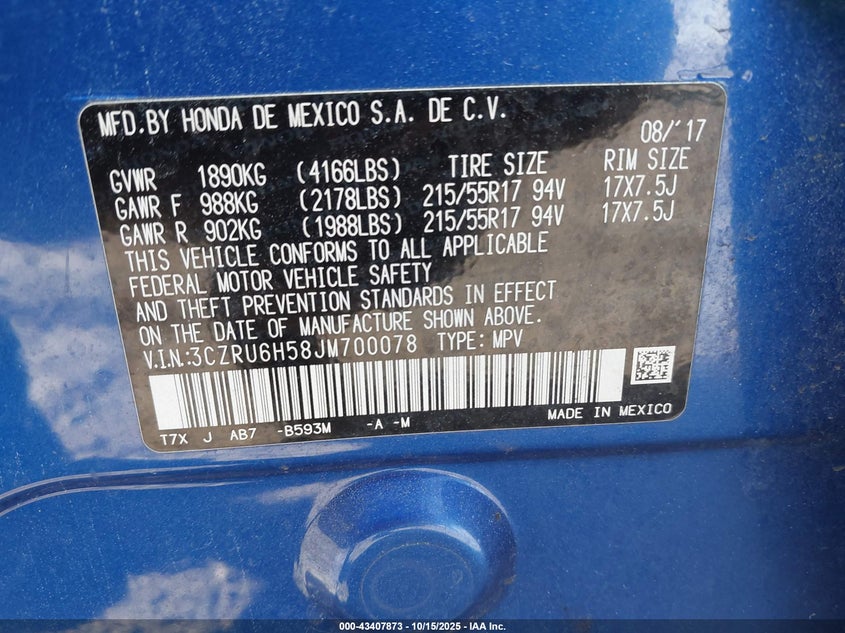 MFD.BY HONDA DE MEXICO S.A. DE C.V.
08/'17
GVWR 1890KG (4166LBS) TIRE SIZE RIM SIZE
GAWR F 988KG (2178LBS) 215/55R17 94V 17X7.5J
GAWR R 902KG (1988LBS) 215/55R17 94V 17X7.5J
THIS VEHICLE CONFORMS TO ALL APPLICABLE
FEDERAL MOTOR VEHICLE SAFETY
AND THEFT PREVENTION STANDARDS IN EFFECT
ON THE DATE OF MANUFACTURE SHOWN ABOVE.
V.I.N.:3CZRU6H58JM700078 TYPE: MPV
T7X J AB7 -B593M -A -M MADE IN MEXICO
000-43407873 - 10/15/2025 - IAA Inc.